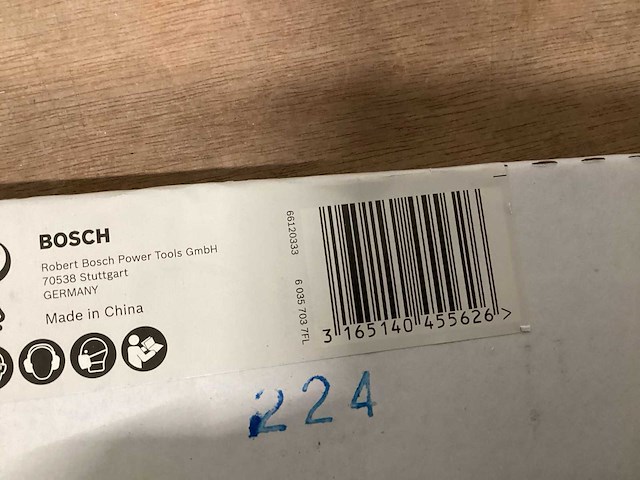 BOSCH
Robert Bosch Power Tools GmbH
70538 Stuttgart
GERMANY
Made in China
66120333
6 035 703 7FL
3 165140 455626 >
224